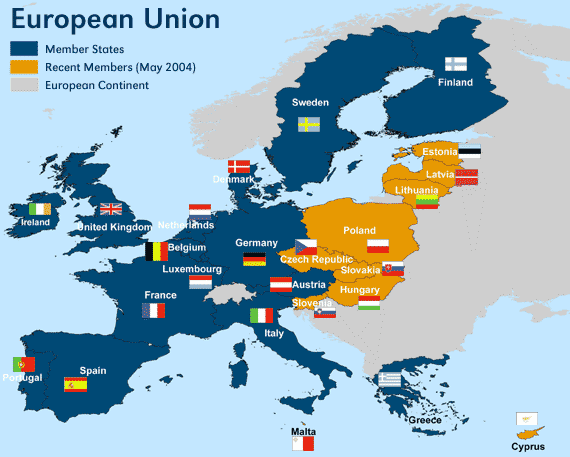 European Union
Member States
Recent Members (May 2004)
European Continent
Finland
Sweden
Estonia
Latvia
Denmark
Lithuania
Ireland
United Kingdom
Netherlands
Poland
Belgium
Germany
Czech Republic
Luxembourg
Slovakia
Austria
Hungary
France
Slovenia
Italy
Spain
Portugal
Greece
Malta
Cyprus